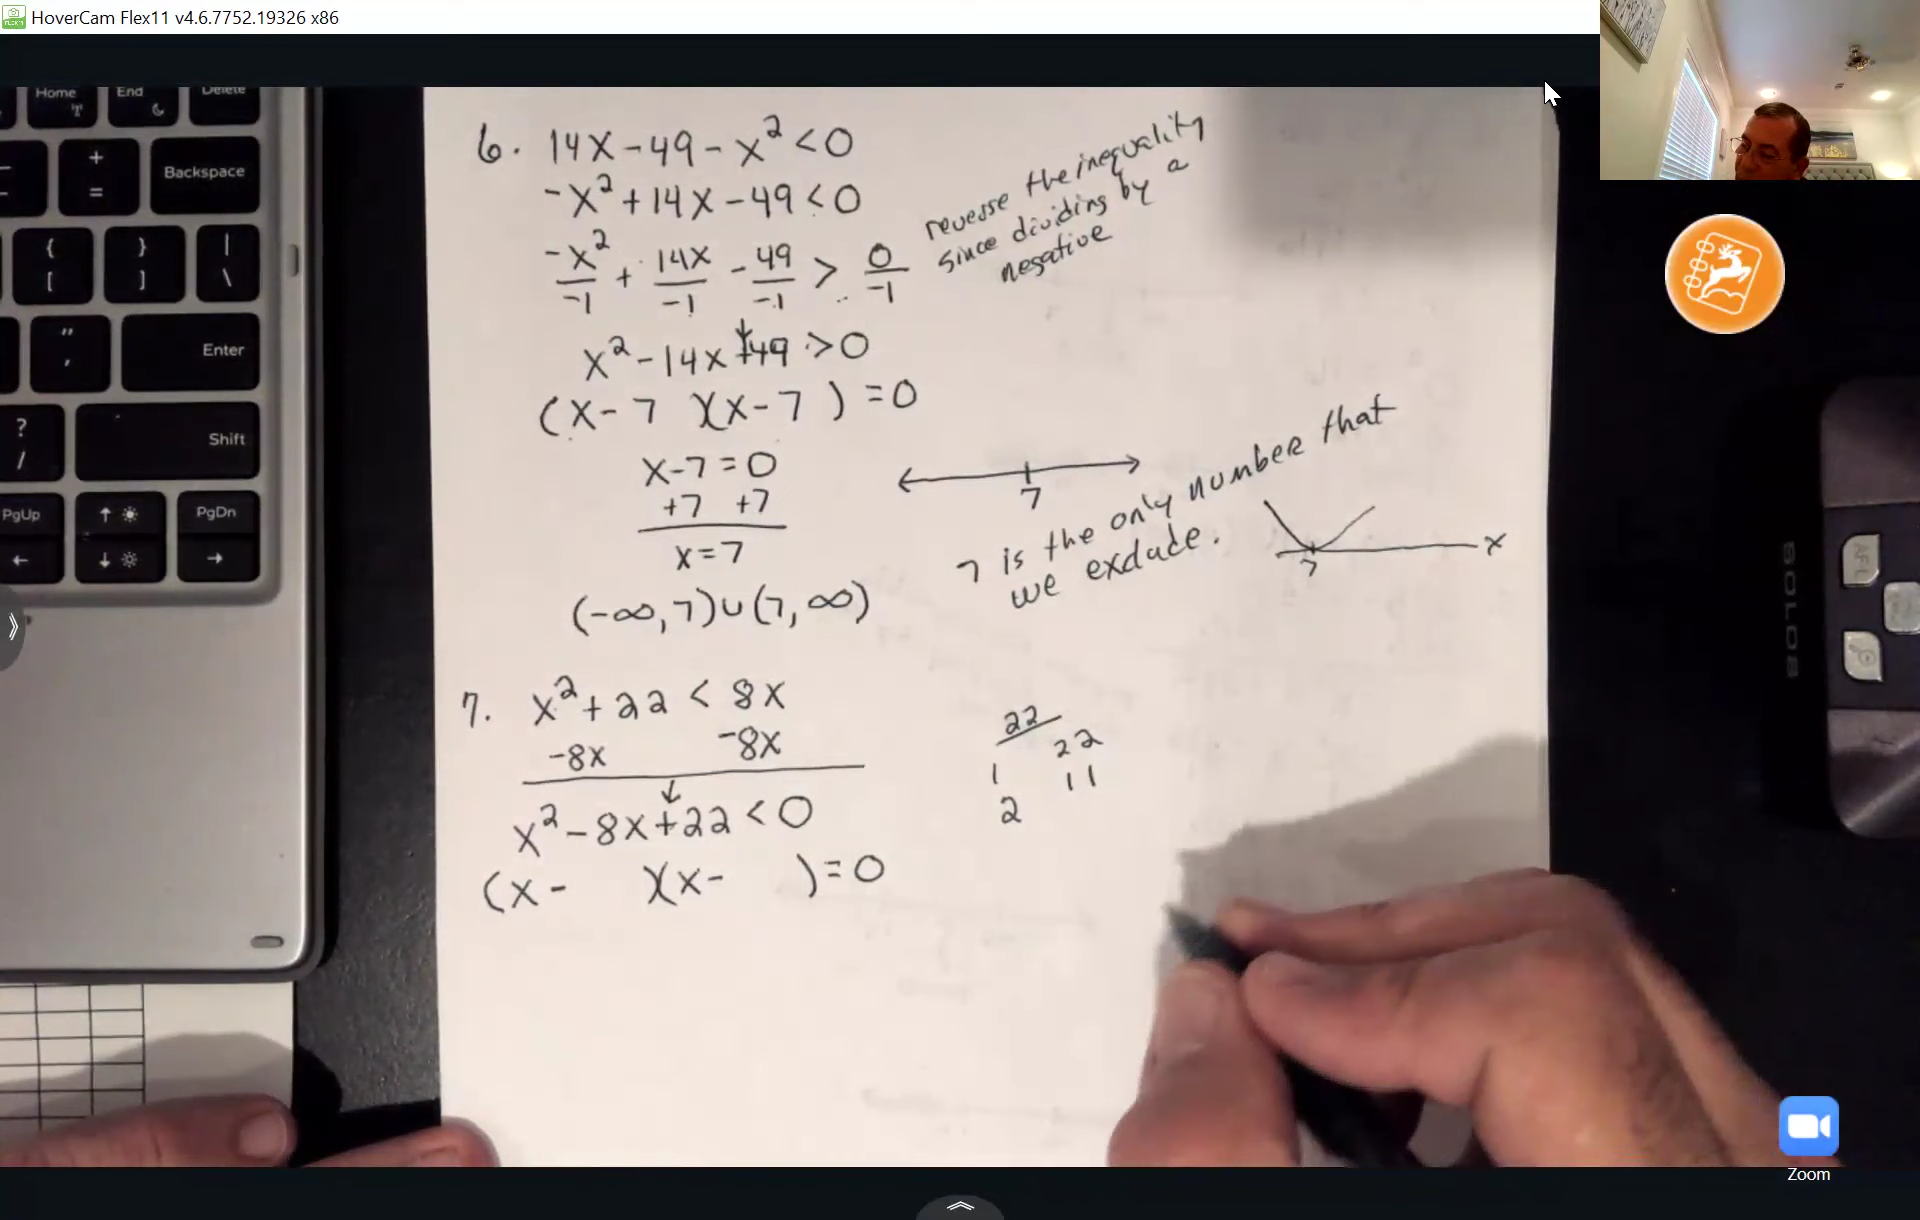 HoverCam Flex11 v4.6.7752.19326 x86
Home End Delete
+ = Backspace
{ [ } ] | \
" ' Enter
? / Shift
PgUp PgDn
SOLO8
AFL
6. 14x - 49 - x² < 0
-x² + 14x - 49 < 0
-x²/-1 + 14x/-1 - 49/-1 > 0/-1
reverse the inequality
since dividing by a
negative
x² - 14x + 49 > 0
(x - 7 )(x - 7 ) = 0
x - 7 = 0
+7 +7
x = 7
(-∞, 7) ∪ (7, ∞)
7
7 is the only number that
we exclude.
x
7
7. x² + 22 < 8x
-8x -8x
x² - 8x + 22 < 0
(x - )(x - ) = 0
22
1 22
2 11
Zoom